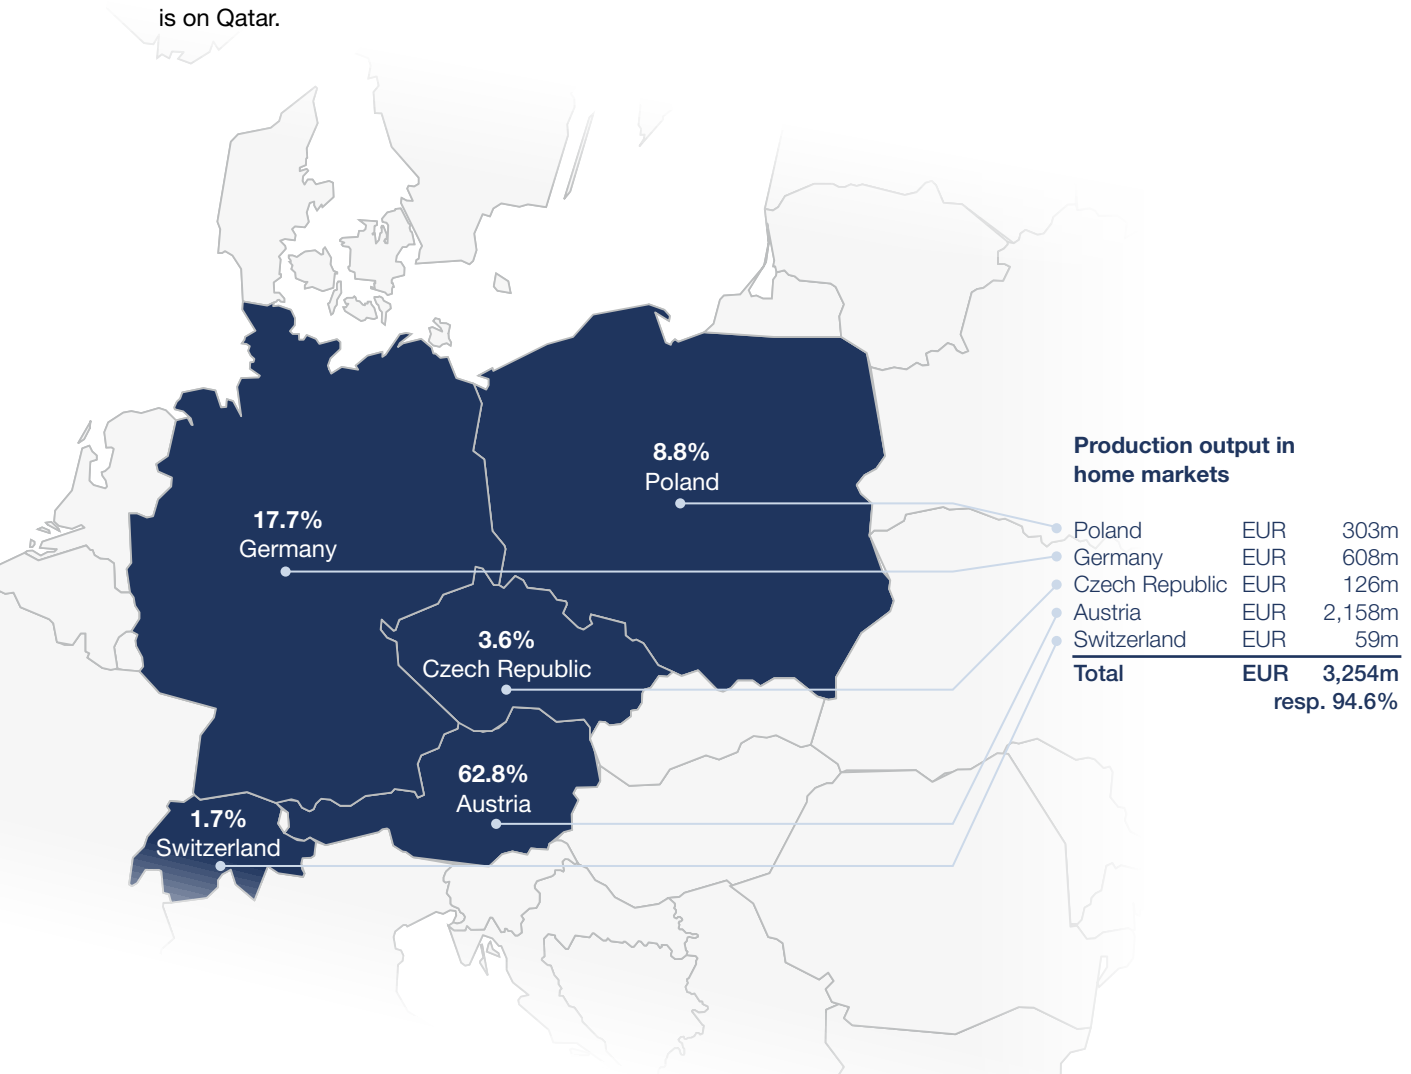 is on Qatar.
8.8%
Poland
17.7%
Germany
3.6%
Czech Republic
62.8%
Austria
1.7%
Switzerland
Production output in
home markets
Poland EUR 303m
Germany EUR 608m
Czech Republic EUR 126m
Austria EUR 2,158m
Switzerland EUR 59m
Total EUR 3,254m
resp. 94.6%